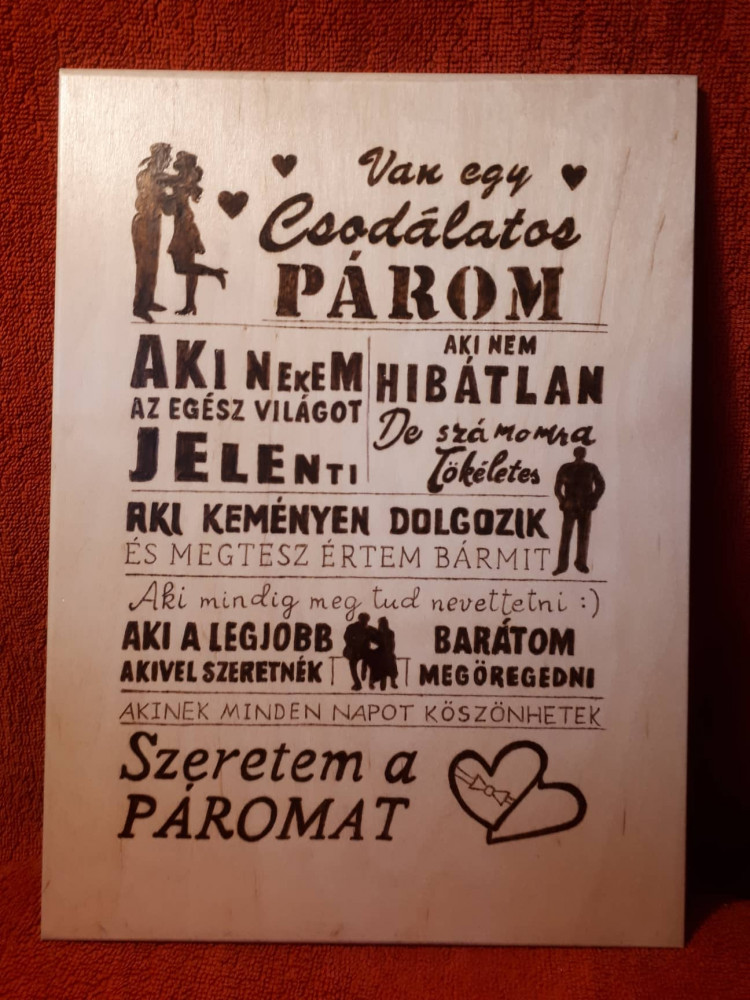 Van egy
Csodálatos
PÁROM
AKI NEKEM
AZ EGÉSZ VILÁGOT
JELENTI
AKI NEM
HIBÁTLAN
De számomra
Tökéletes
AKI KEMÉNYEN DOLGOZIK
ÉS MEGTESZ ÉRTEM BÁRMIT
Aki mindig meg tud nevettetni :)
AKI A LEGJOBB BARÁTOM
AKIVEL SZERETNÉK MEGÖREGEDNI
AKINEK MINDEN NAPOT KÖSZÖNHETEK
Szeretem a
PÁROMAT